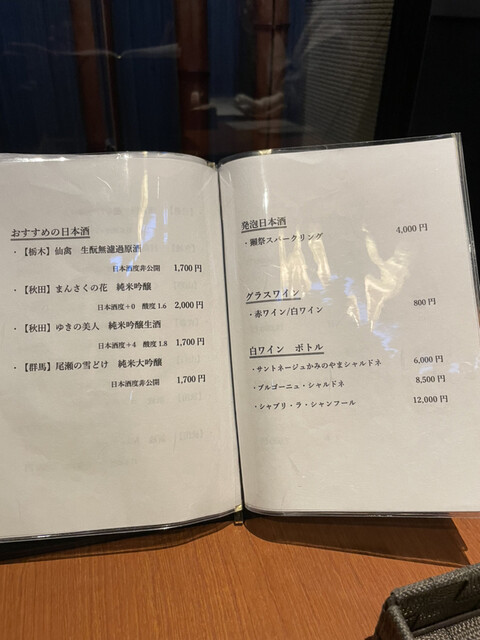 おすすめの日本酒
・【栃木】仙禽 生酛無濾過原酒
日本酒度非公開 1,700円
・【秋田】まんさくの花 純米吟醸
日本酒度+0 酸度1.6 2,000円
・【秋田】ゆきの美人 純米吟醸生酒
日本酒度+4 酸度1.8 1,700円
・【群馬】尾瀬の雪どけ 純米大吟醸
日本酒度非公開 1,700円
発泡日本酒
・獺祭スパークリング 4,000円
グラスワイン
・赤ワイン/白ワイン 800円
白ワイン ボトル
・サントネージュかみのやまシャルドネ 6,000円
・ブルゴーニュ・シャルドネ 8,500円
・シャブリ・ラ・シャンフール 12,000円